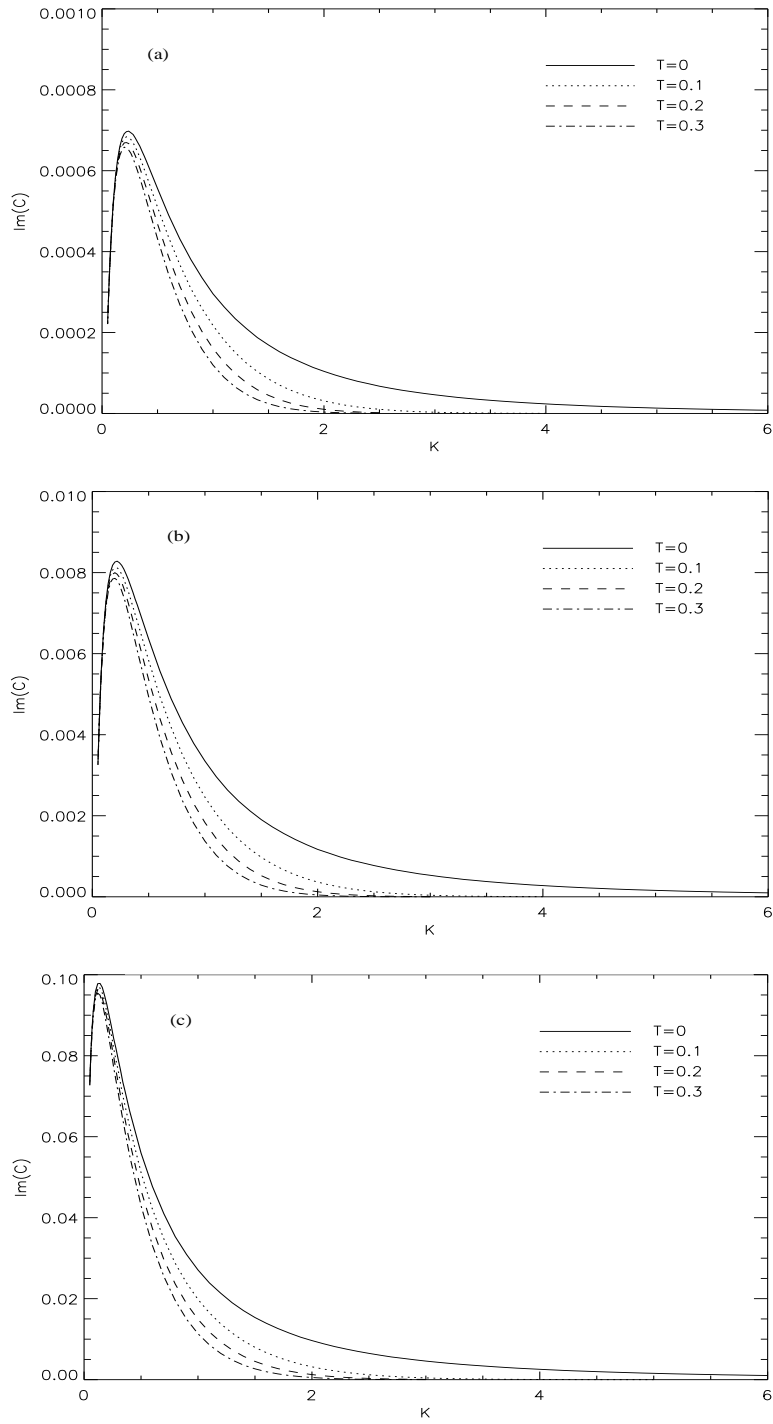 0.0010
(a)
T=0
T=0.1
0.0008
T=0.2
T=0.3
0.0006
Im(C)
0.0004
0.0002
0.0000
0 2 4 6
K
0.010
(b)
T=0
T=0.1
0.008
T=0.2
T=0.3
0.006
Im(C)
0.004
0.002
0.000
0 2 4 6
K
0.10
(c)
T=0
T=0.1
0.08
T=0.2
T=0.3
0.06
Im(C)
0.04
0.02
0.00
0 2 4 6
K